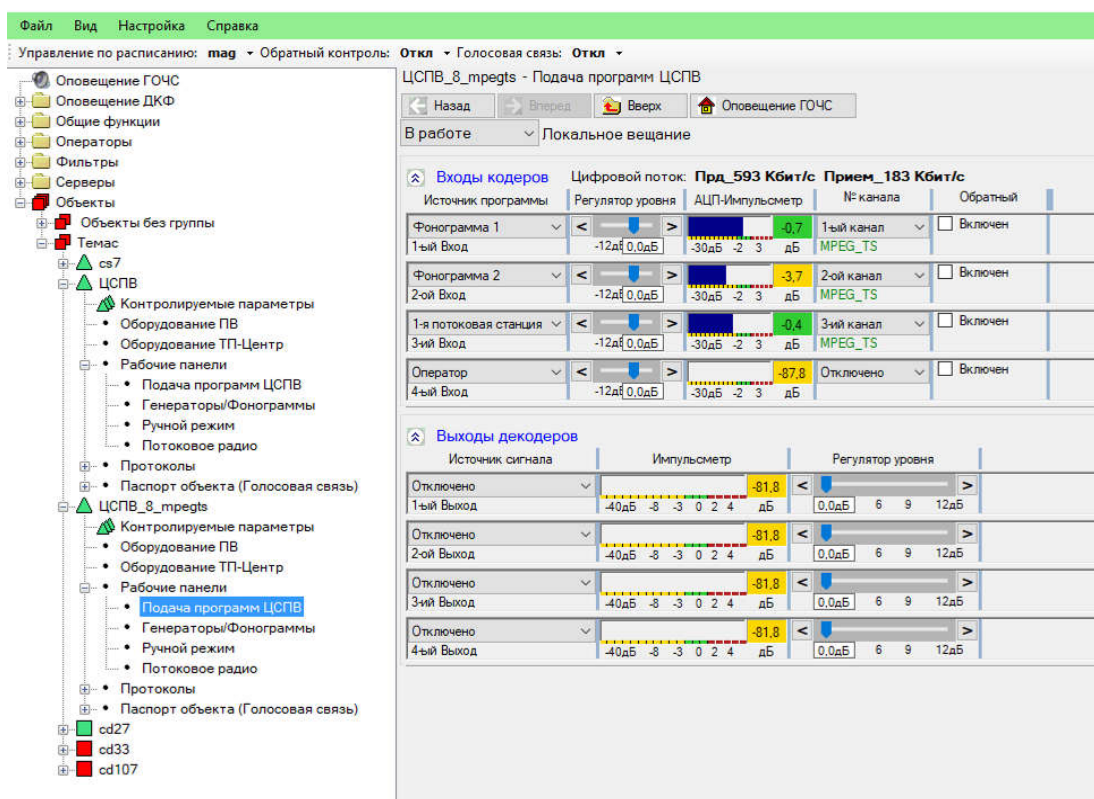 Файл Вид Настройка Справка
Управление по расписанию: mag Обратный контроль: Откл Голосовая связь: Откл
Оповещение ГОЧС
Оповещение ДКФ
Общие функции
Операторы
Фильтры
Серверы
Объекты
Объекты без группы
Темас
cs7
ЦСПВ
Контролируемые параметры
Оборудование ПВ
Оборудование ТП-Центр
Рабочие панели
Подача программ ЦСПВ
Генераторы/Фонограммы
Ручной режим
Потоковое радио
Протоколы
Паспорт объекта (Голосовая связь)
ЦСПВ_8_mpegts
Контролируемые параметры
Оборудование ПВ
Оборудование ТП-Центр
Рабочие панели
Подача программ ЦСПВ
Генераторы/Фонограммы
Ручной режим
Потоковое радио
Протоколы
Паспорт объекта (Голосовая связь)
cd27
cd33
cd107
ЦСПВ_8_mpegts - Подача программ ЦСПВ
Назад Вперед Вверх Оповещение ГОЧС
В работе Локальное вещание
Входы кодеров Цифровой поток: Прд_593 Кбит/с Прием_183 Кбит/с
Источник программы Регулятор уровня АЦП-Импульсметр № канала Обратный
Фонограмма 1 < > -0,7 1-ый канал Включен
1-ый Вход -12дБ 0,0дБ -30дБ -2 3 дБ MPEG_TS
Фонограмма 2 < > -3,7 2-ой канал Включен
2-ой Вход -12дБ 0,0дБ -30дБ -2 3 дБ MPEG_TS
1-я потоковая станция < > -0,4 3-ий канал Включен
3-ий Вход -12дБ 0,0дБ -30дБ -2 3 дБ MPEG_TS
Оператор < > -87,8 Отключено Включен
4-ый Вход -12дБ 0,0дБ -30дБ -2 3 дБ
Выходы декодеров
Источник сигнала Импульсметр Регулятор уровня
Отключено -81,8 < >
1-ый Выход -40дБ -8 -3 0 2 4 дБ 0,0дБ 6 9 12дБ
Отключено -81,8 < >
2-ой Выход -40дБ -8 -3 0 2 4 дБ 0,0дБ 6 9 12дБ
Отключено -81,8 < >
3-ий Выход -40дБ -8 -3 0 2 4 дБ 0,0дБ 6 9 12дБ
Отключено -81,8 < >
4-ый Выход -40дБ -8 -3 0 2 4 дБ 0,0дБ 6 9 12дБ